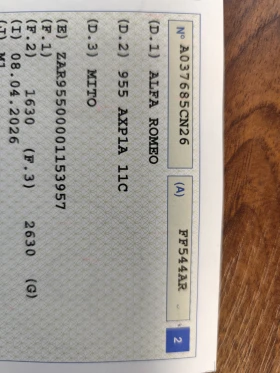 N° A037685CN26 (A) FF544AR 2
(D.1) ALFA ROMEO
(D.2) 955 AXP1A 11C
(D.3) MITO
(E) ZAR95500001153957
(F.1)
(F.2) 1630 (F.3) 2630 (G)
(I) 08.04.2026
(J) M1